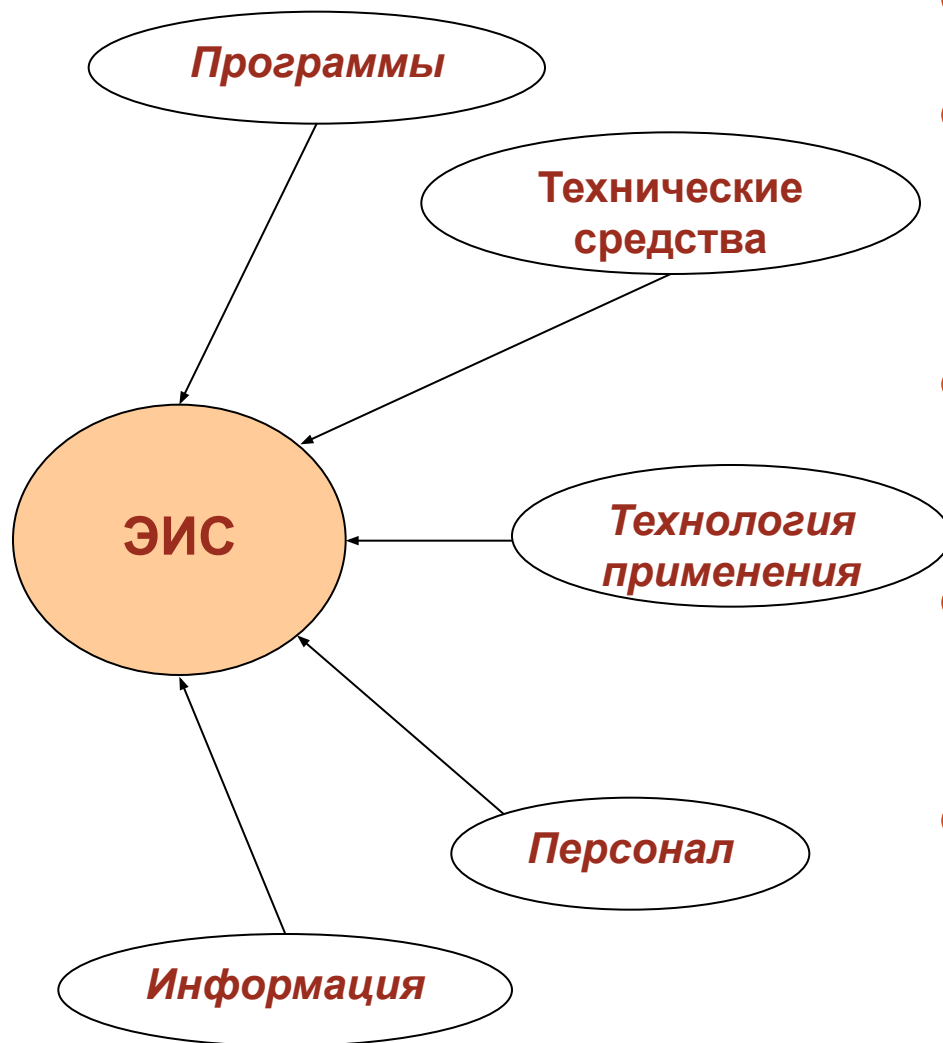 Программы
Технические
средства
ЭИС
Технология
применения
Персонал
Информация